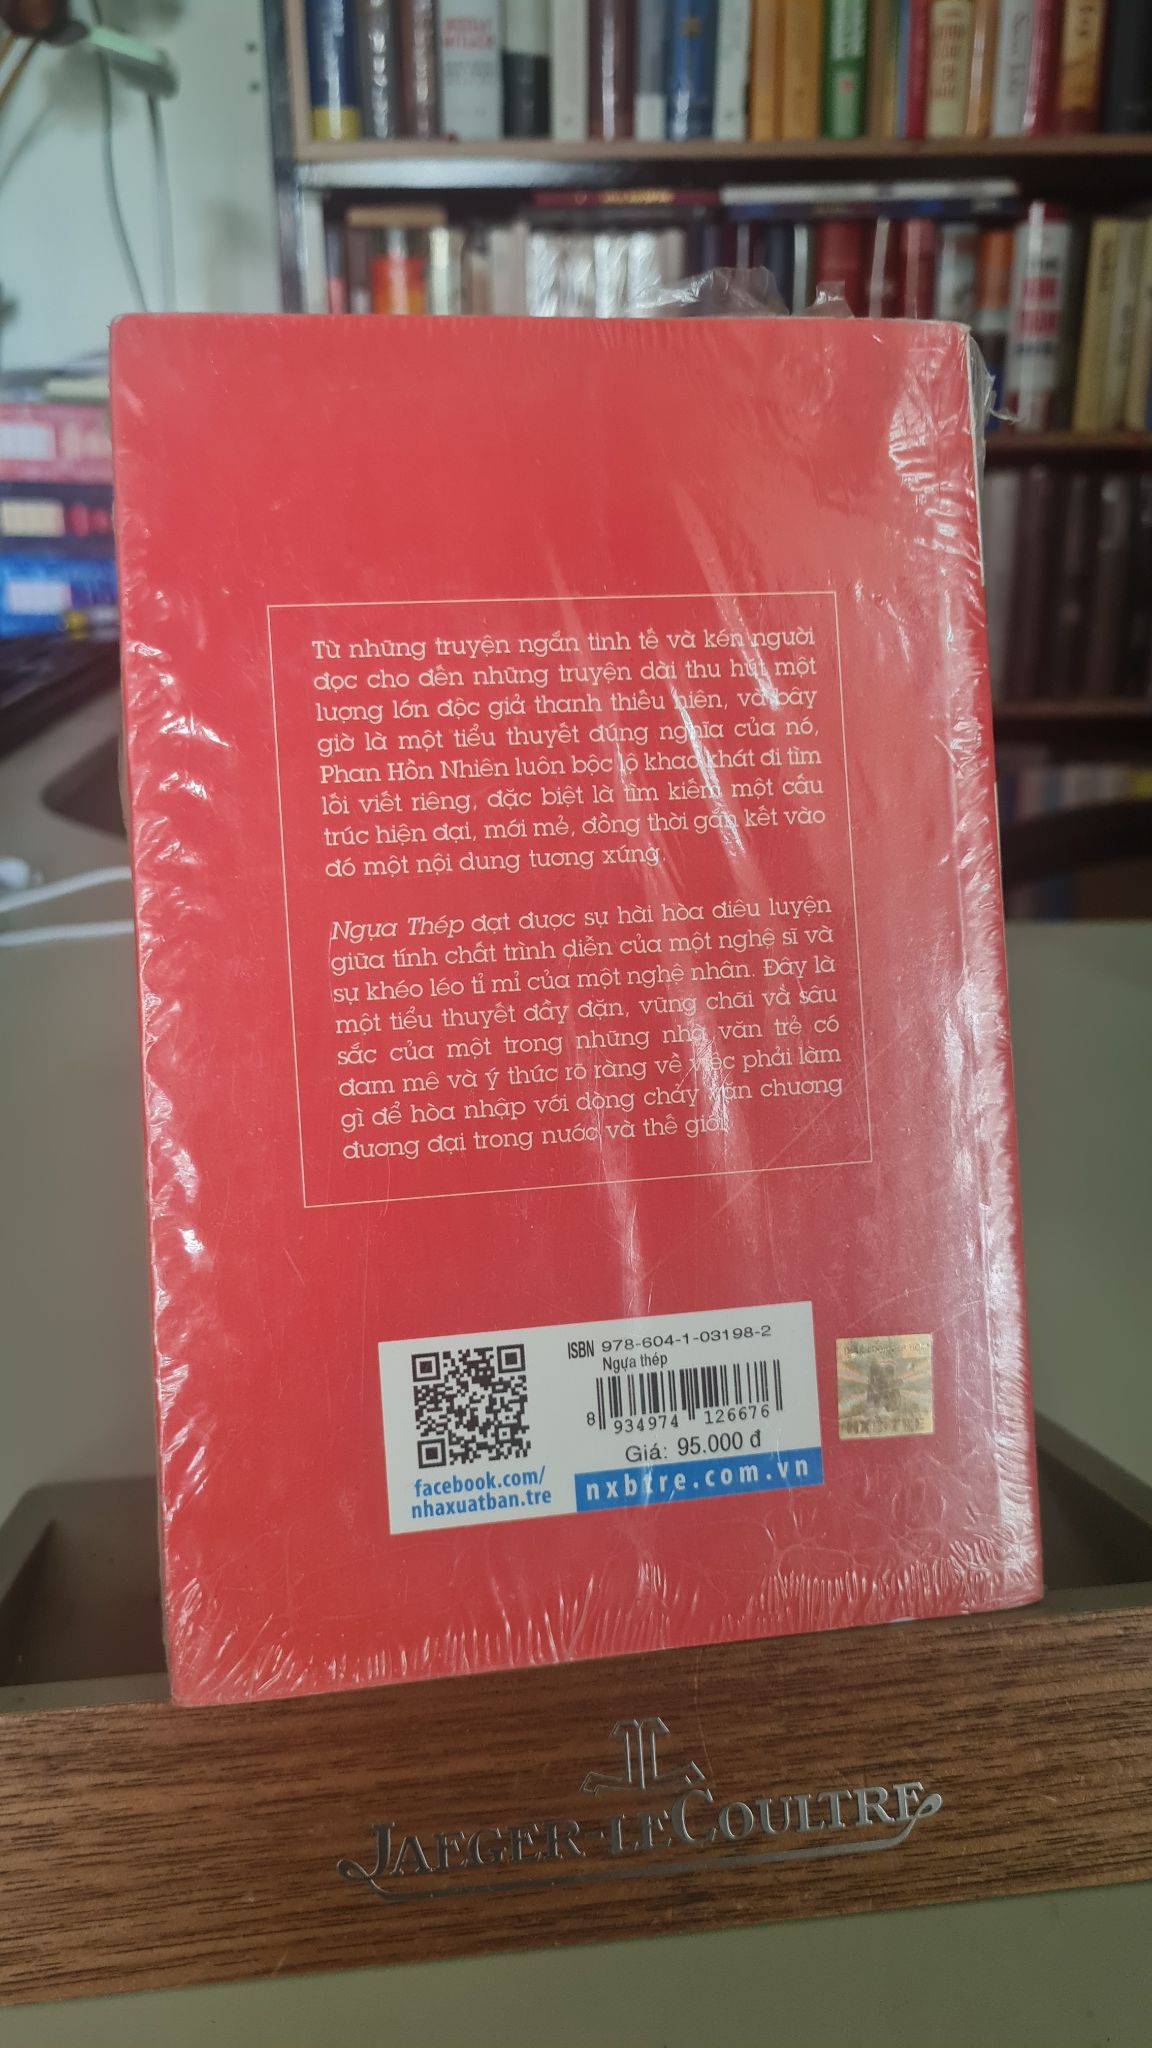 Từ những truyện ngắn tinh tế và kén người
đọc cho đến những truyện dài thu hút một
lượng lớn độc giả thanh thiếu niên, và bây
giờ là một tiểu thuyết đúng nghĩa của nó,
Phan Hồn Nhiên luôn bộc lộ khao khát đi tìm
lối viết riêng, đặc biệt là tìm kiếm một cấu
trúc hiện đại, mới mẻ, đồng thời gắn kết vào
đó một nội dung tương xứng.
Ngựa Thép đạt được sự hài hòa điêu luyện
giữa tính chất trình diễn của một nghệ sĩ và
sự khéo léo tỉ mỉ của một nghệ nhân. Đây là
một tiểu thuyết đầy đặn, vững chãi và sâu
sắc của một trong những nhà văn trẻ có
đam mê và ý thức rõ ràng về việc phải làm
gì để hòa nhập với dòng chảy văn chương
đương đại trong nước và thế giới.
ISBN 978-604-1-03198-2
Ngựa thép
8 934974 126676
Giá: 95.000 đ
facebook.com/
nhaxuatban.tre
nxbtre.com.vn
NXB TRẺ
JAEGER-LECOULTRE